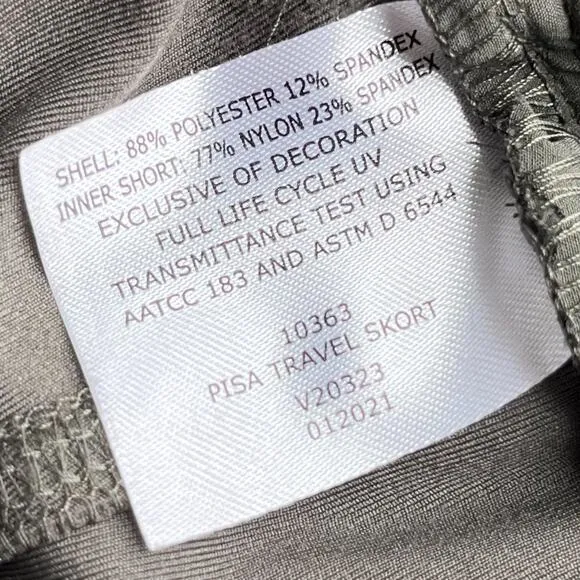 SHELL: 88% POLYESTER 12% SPANDEX
INNER SHORT: 77% NYLON 23% SPANDEX
EXCLUSIVE OF DECORATION
FULL LIFE CYCLE UV
TRANSMITTANCE TEST USING
AATCC 183 AND ASTM D 6544
10363
PISA TRAVEL SKORT
V20323
012021